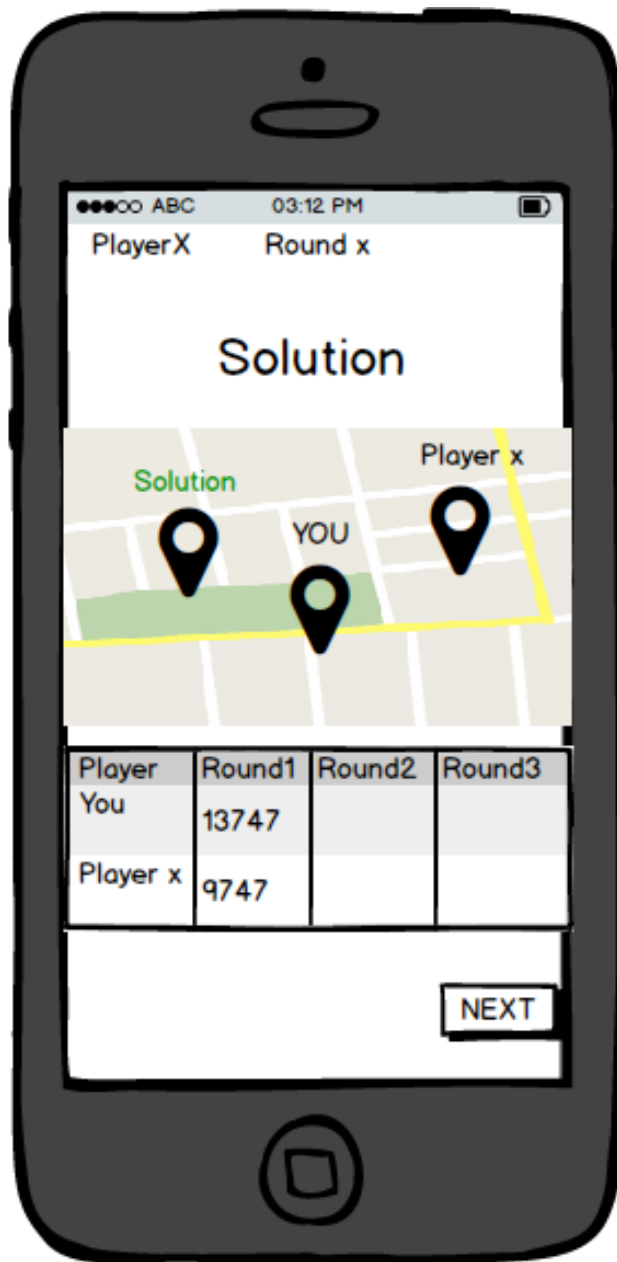 ABC 03:12 PM
PlayerX Round x
Solution
Player x
Solution
YOU
Player Round1 Round2 Round3
You 13747
Player x 9747
NEXT